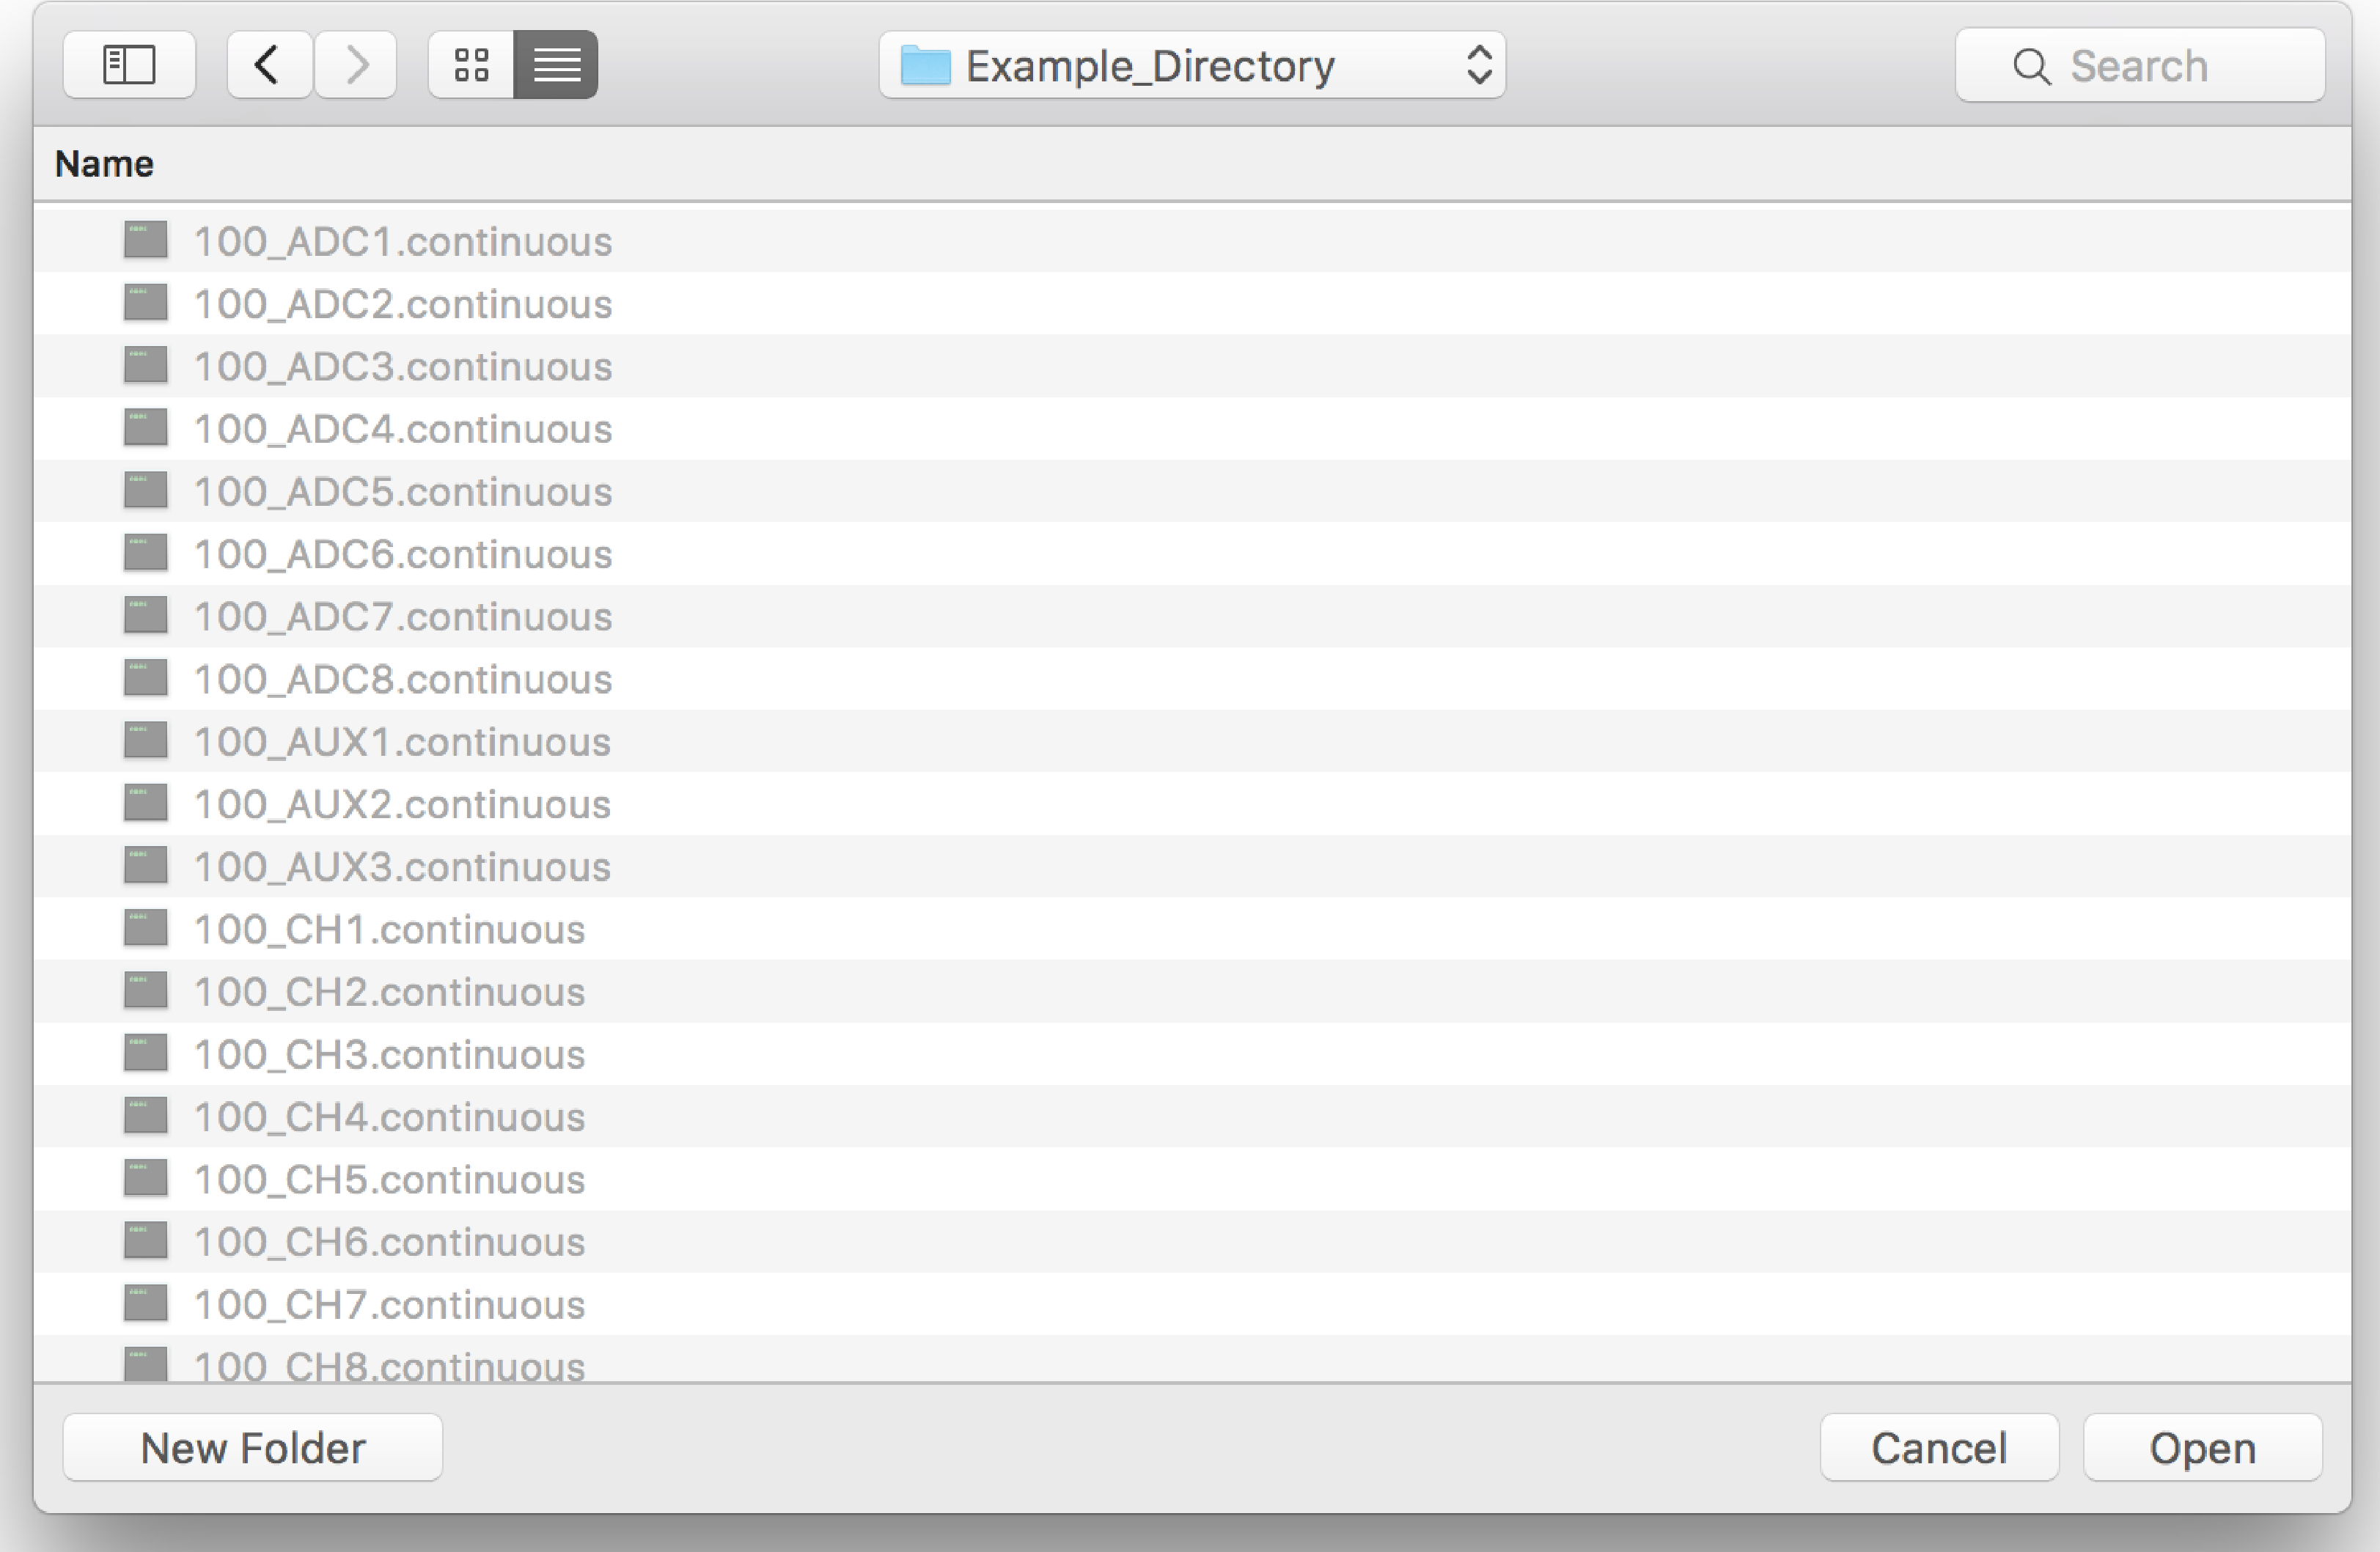 Example_Directory
Search
Name
100_ADC1.continuous
100_ADC2.continuous
100_ADC3.continuous
100_ADC4.continuous
100_ADC5.continuous
100_ADC6.continuous
100_ADC7.continuous
100_ADC8.continuous
100_AUX1.continuous
100_AUX2.continuous
100_AUX3.continuous
100_CH1.continuous
100_CH2.continuous
100_CH3.continuous
100_CH4.continuous
100_CH5.continuous
100_CH6.continuous
100_CH7.continuous
100_CH8.continuous
New Folder
Cancel
Open